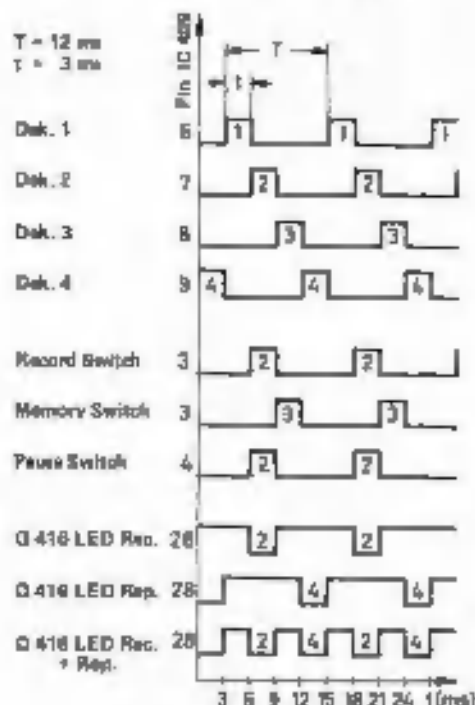 T = 12 ms
t = 3 ms
Pin IC 409
T
t
Dek. 1 6 1 1 1
Dek. 2 7 2 2
Dek. 3 8 3 3
Dek. 4 9 4 4 4
Record Switch 3 2 2
Memory Switch 3 3 3
Pause Switch 4 2 2
Q 416 LED Rec. 28 2 2
Q 416 LED Rep. 28 4 4
Q 416 LED Rec. 28 2 4 2 4
+ Rep.
3 6 9 12 15 18 21 24 t (ms)